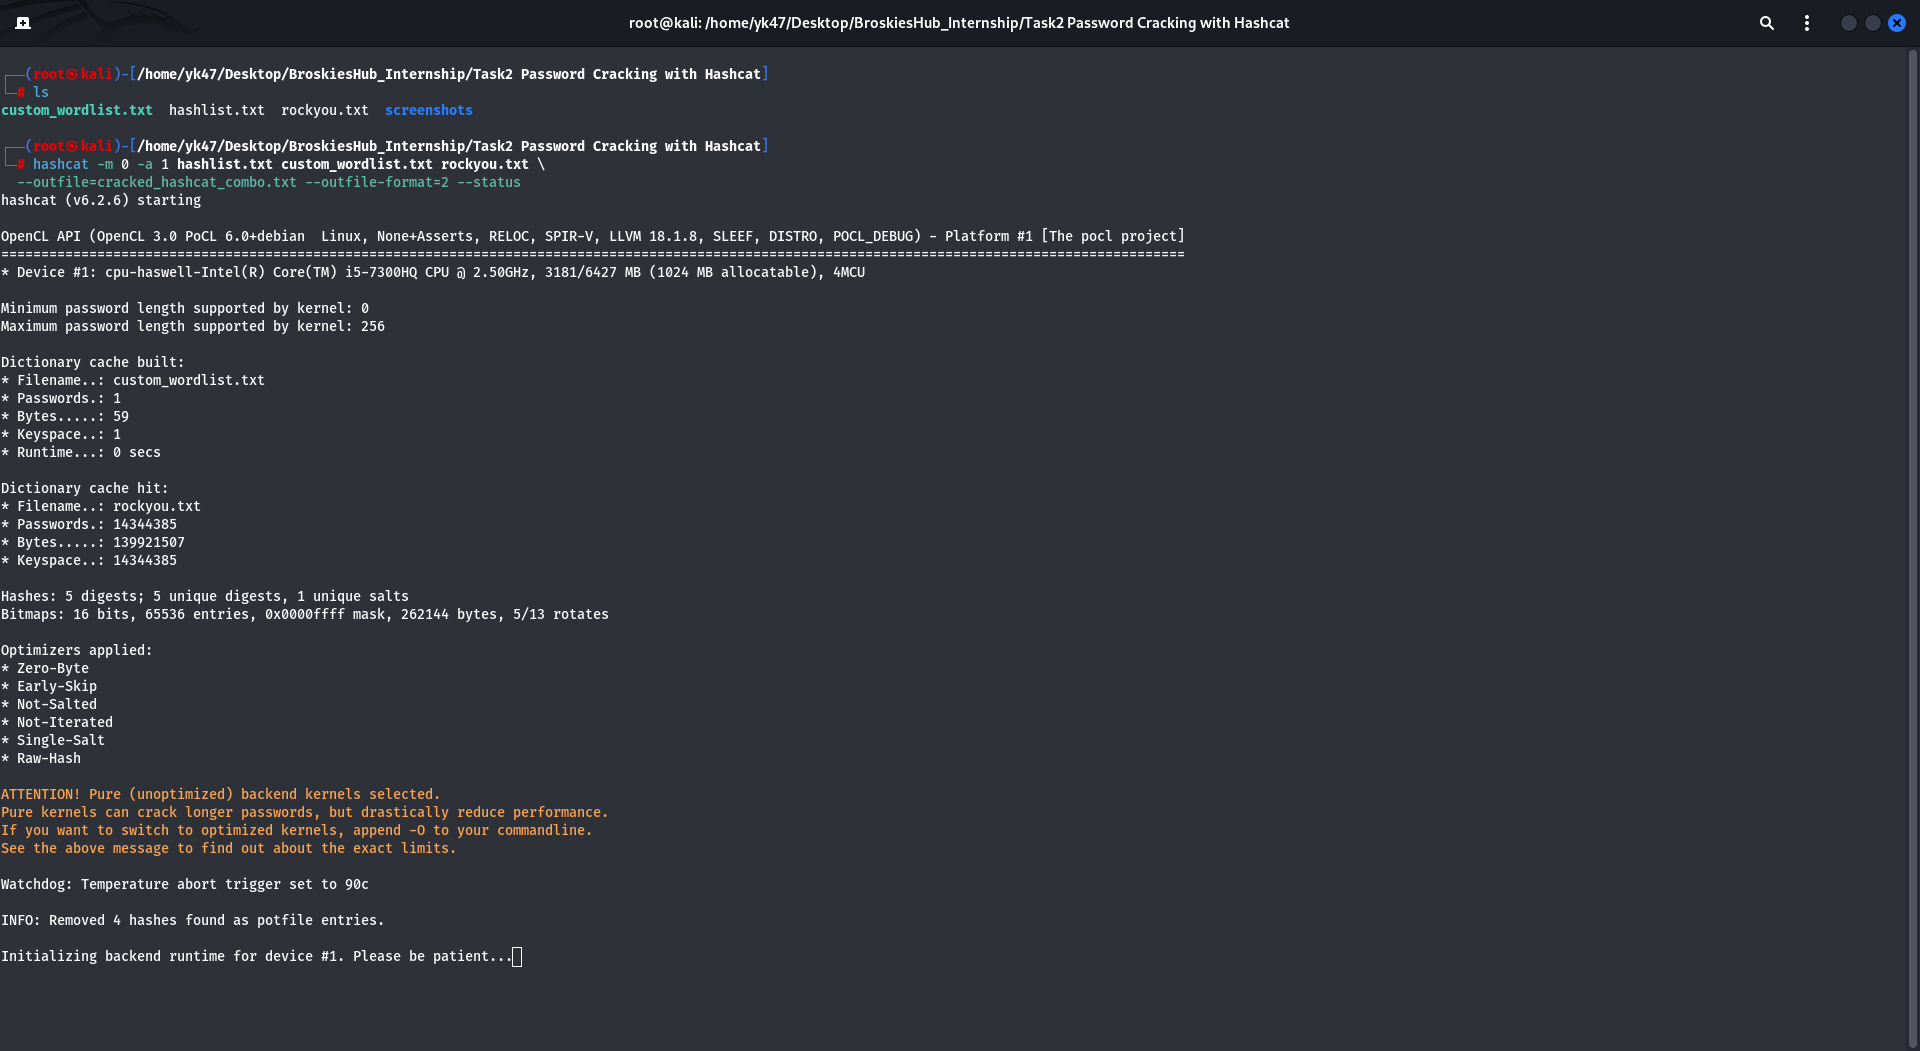 root@kali: /home/yk47/Desktop/BroskiesHub_Internship/Task2 Password Cracking with Hashcat
┌──(root㉿kali)-[/home/yk47/Desktop/BroskiesHub_Internship/Task2 Password Cracking with Hashcat]
└─# ls
custom_wordlist.txt  hashlist.txt  rockyou.txt  screenshots
┌──(root㉿kali)-[/home/yk47/Desktop/BroskiesHub_Internship/Task2 Password Cracking with Hashcat]
└─# hashcat -m 0 -a 1 hashlist.txt custom_wordlist.txt rockyou.txt \
  --outfile=cracked_hashcat_combo.txt --outfile-format=2 --status
hashcat (v6.2.6) starting
OpenCL API (OpenCL 3.0 PoCL 6.0+debian  Linux, None+Asserts, RELOC, SPIR-V, LLVM 18.1.8, SLEEF, DISTRO, POCL_DEBUG) - Platform #1 [The pocl project]
====================================================================================================================================================
* Device #1: cpu-haswell-Intel(R) Core(TM) i5-7300HQ CPU @ 2.50GHz, 3181/6427 MB (1024 MB allocatable), 4MCU
Minimum password length supported by kernel: 0
Maximum password length supported by kernel: 256
Dictionary cache built:
* Filename..: custom_wordlist.txt
* Passwords.: 1
* Bytes.....: 59
* Keyspace..: 1
* Runtime...: 0 secs
Dictionary cache hit:
* Filename..: rockyou.txt
* Passwords.: 14344385
* Bytes.....: 139921507
* Keyspace..: 14344385
Hashes: 5 digests; 5 unique digests, 1 unique salts
Bitmaps: 16 bits, 65536 entries, 0x0000ffff mask, 262144 bytes, 5/13 rotates
Optimizers applied:
* Zero-Byte
* Early-Skip
* Not-Salted
* Not-Iterated
* Single-Salt
* Raw-Hash
ATTENTION! Pure (unoptimized) backend kernels selected.
Pure kernels can crack longer passwords, but drastically reduce performance.
If you want to switch to optimized kernels, append -O to your commandline.
See the above message to find out about the exact limits.
Watchdog: Temperature abort trigger set to 90c
INFO: Removed 4 hashes found as potfile entries.
Initializing backend runtime for device #1. Please be patient...